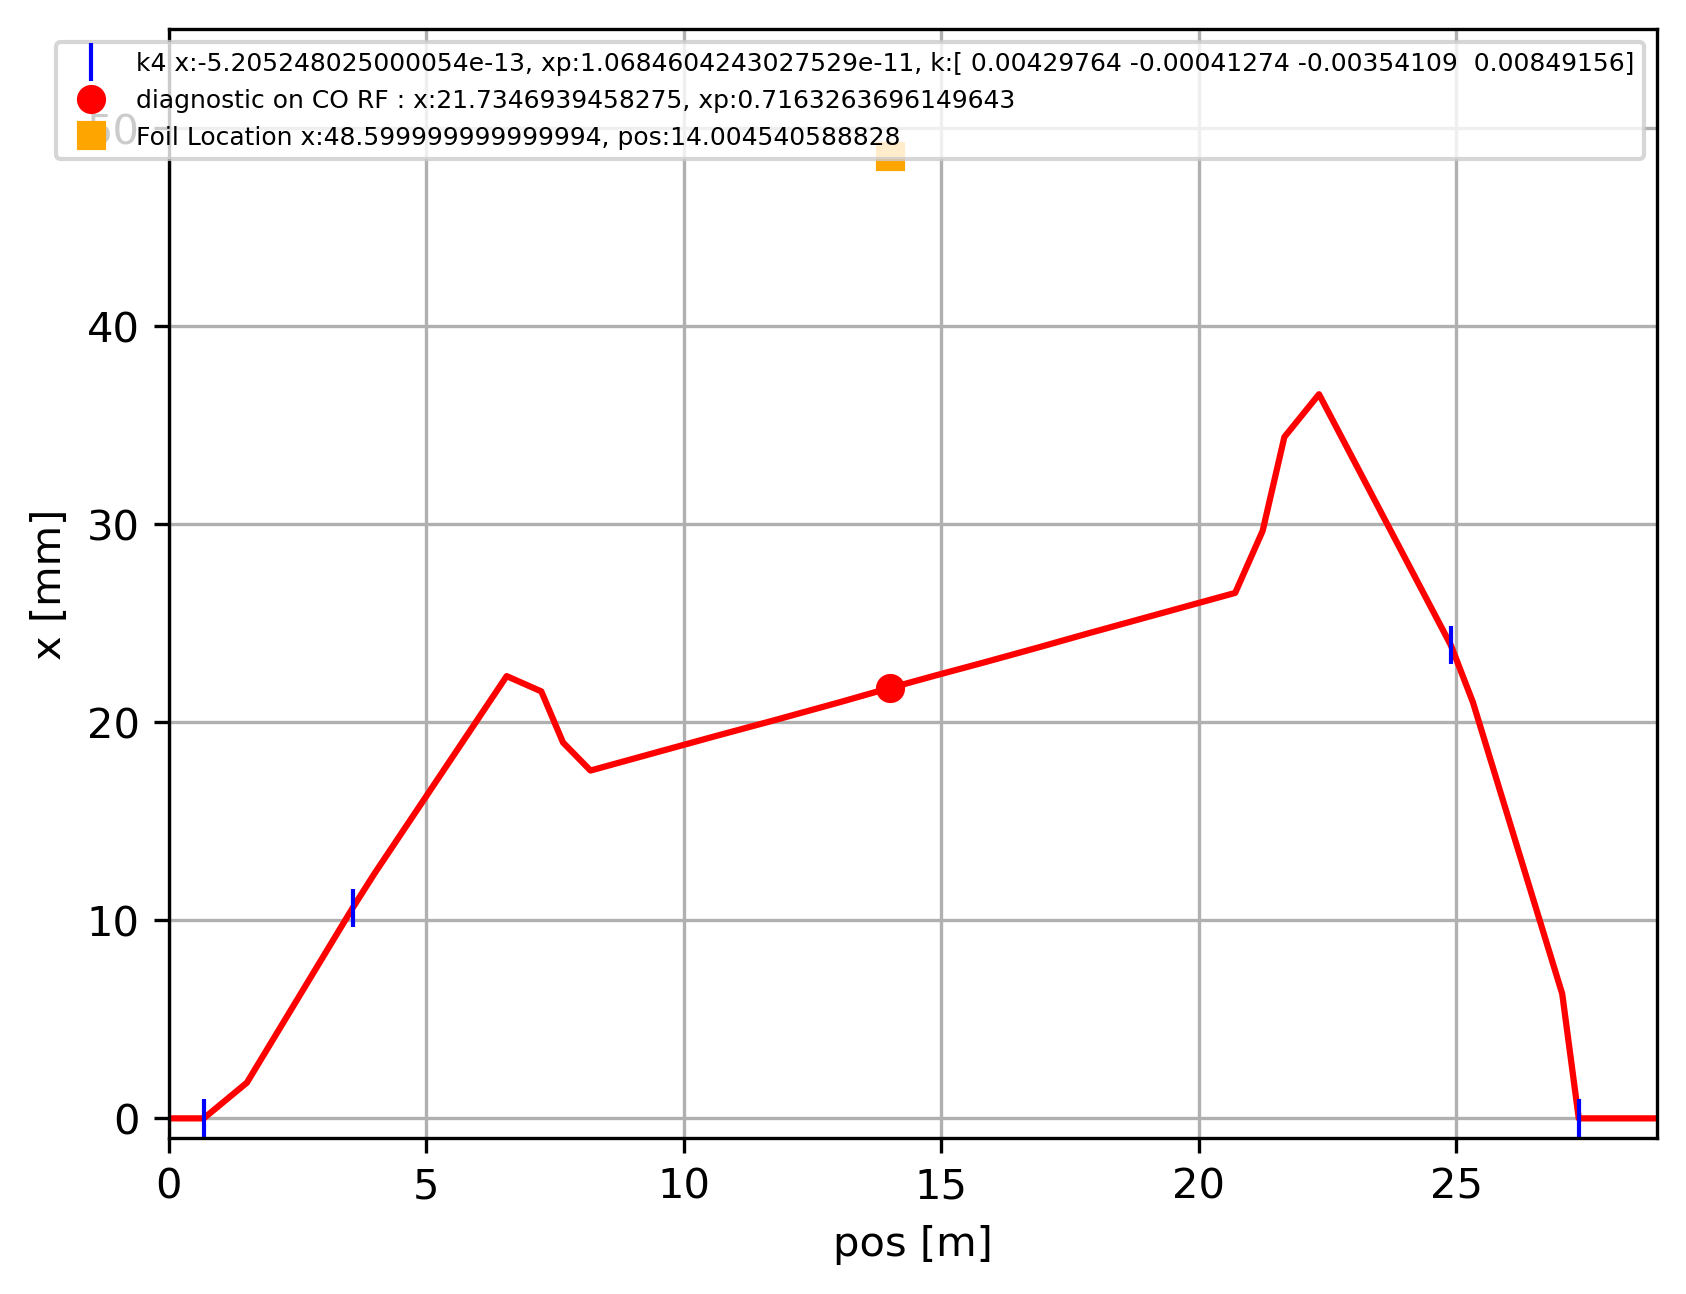 k4 x:-5.205248025000054e-13, xp:1.0684604243027529e-11, k:[ 0.00429764 -0.00041274 -0.00354109  0.00849156]
diagnostic on CO RF : x:21.7346939458275, xp:0.7163263696149643
Foil Location x:48.599999999999994, pos:14.004540588828
50
40
30
20
10
0
x [mm]
0 5 10 15 20 25
pos [m]